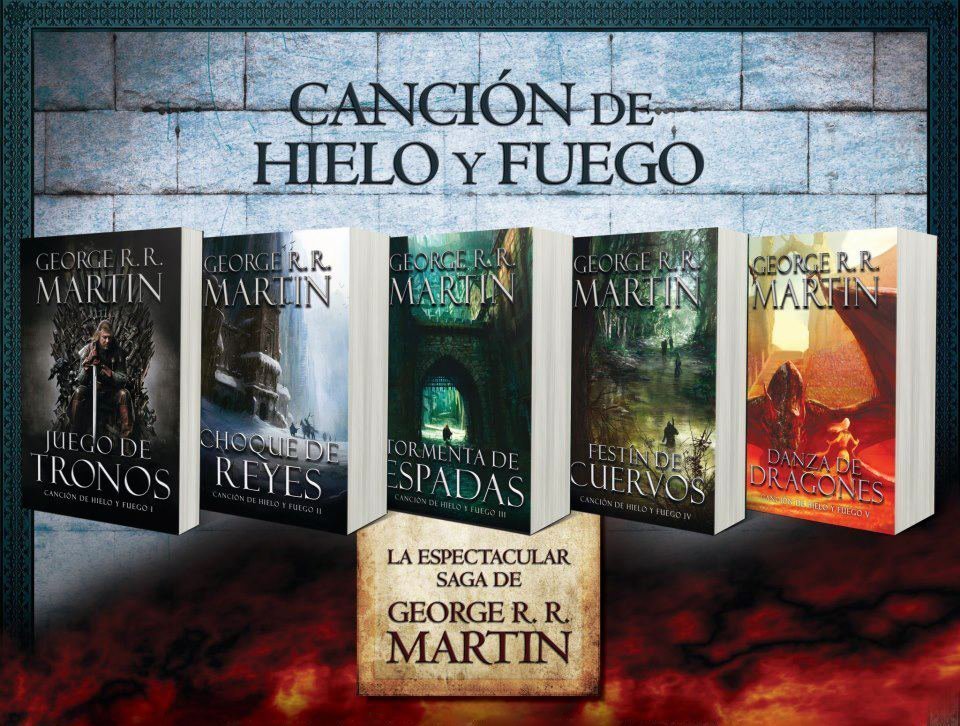 CANCIÓN DE
HIELO Y FUEGO
GEORGE R. R.
MARTIN
JUEGO DE
TRONOS
CANCIÓN DE HIELO Y FUEGO I
GEORGE R. R.
MARTIN
CHOQUE DE
REYES
CANCIÓN DE HIELO Y FUEGO II
GEORGE R. R.
MARTIN
TORMENTA DE
ESPADAS
CANCIÓN DE HIELO Y FUEGO III
GEORGE R. R.
MARTIN
FESTÍN DE
CUERVOS
CANCIÓN DE HIELO Y FUEGO IV
GEORGE R. R.
MARTIN
DANZA DE
DRAGONES
CANCIÓN DE HIELO Y FUEGO V
LA ESPECTACULAR
SAGA DE
GEORGE R. R.
MARTIN